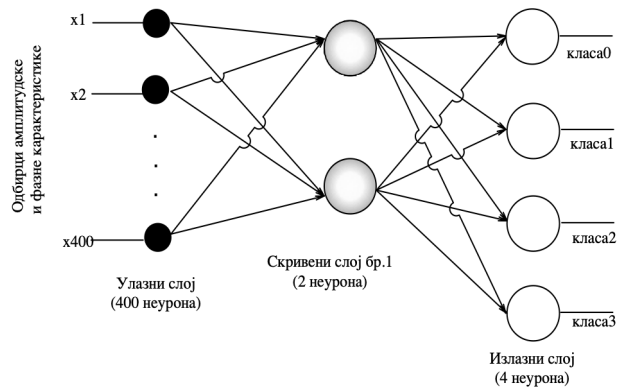 Одбирци амплитудске
и фазне карактеристике
x1
x2
x400
Улазни слој
(400 неурона)
Скривени слој бр.1
(2 неурона)
класа0
класа1
класа2
класа3
Излазни слој
(4 неурона)